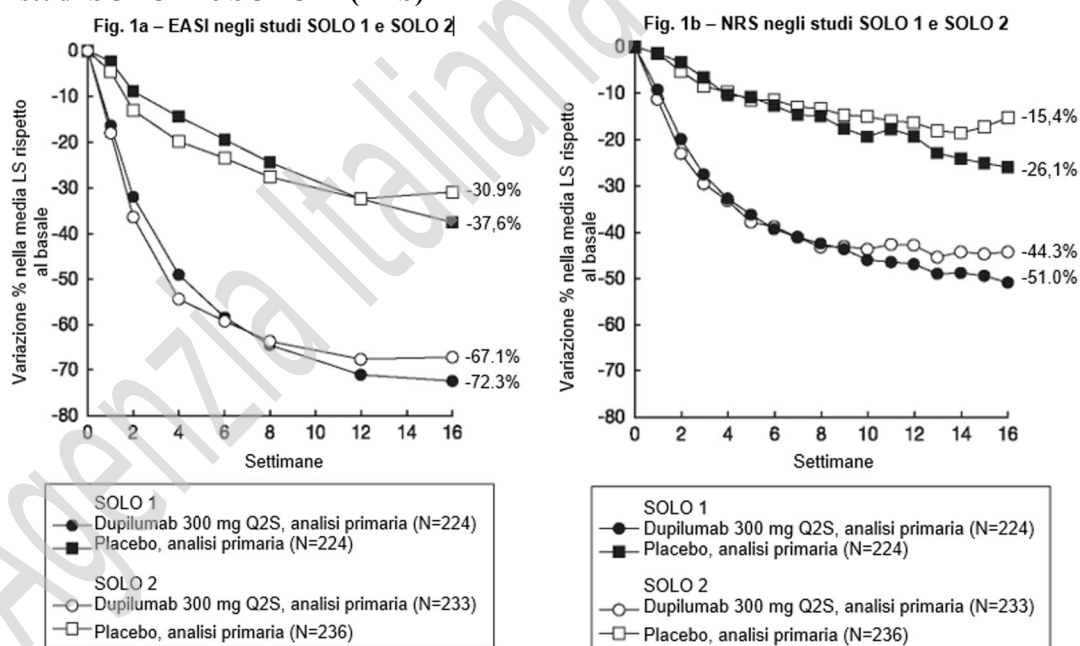 Fig. 1a – EASI negli studi SOLO 1 e SOLO 2
Variazione % nella media LS rispetto
al basale
0
-10
-20
-30
-40
-50
-60
-70
-80
-30.9%
-37,6%
-67.1%
-72.3%
0 2 4 6 8 10 12 14 16
Settimane
SOLO 1
Dupilumab 300 mg Q2S, analisi primaria (N=224)
Placebo, analisi primaria (N=224)
SOLO 2
Dupilumab 300 mg Q2S, analisi primaria (N=233)
Placebo, analisi primaria (N=236)
Fig. 1b – NRS negli studi SOLO 1 e SOLO 2
Variazione % nella media LS rispetto
al basale
0
-10
-20
-30
-40
-50
-60
-70
-80
-15,4%
-26,1%
-44.3%
-51.0%
0 2 4 6 8 10 12 14 16
Settimane
SOLO 1
Dupilumab 300 mg Q2S, analisi primaria (N=224)
Placebo, analisi primaria (N=224)
SOLO 2
Dupilumab 300 mg Q2S, analisi primaria (N=233)
Placebo, analisi primaria (N=236)
Agenzia Italiana